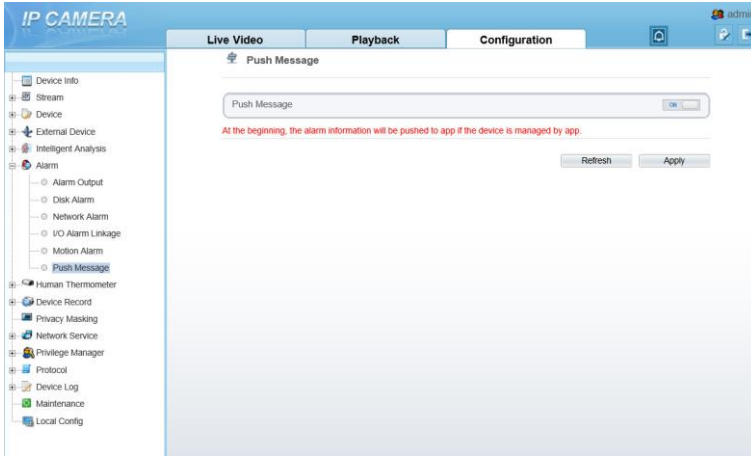 IP CAMERA
admi
Live Video
Playback
Configuration
Push Message
Device Info
Stream
Device
External Device
Intelligent Analysis
Alarm
Alarm Output
Disk Alarm
Network Alarm
I/O Alarm Linkage
Motion Alarm
Push Message
Human Thermometer
Device Record
Privacy Masking
Network Service
Privilege Manager
Protocol
Device Log
Maintenance
Local Config
Push Message
ON
At the beginning, the alarm information will be pushed to app if the device is managed by app.
Refresh
Apply